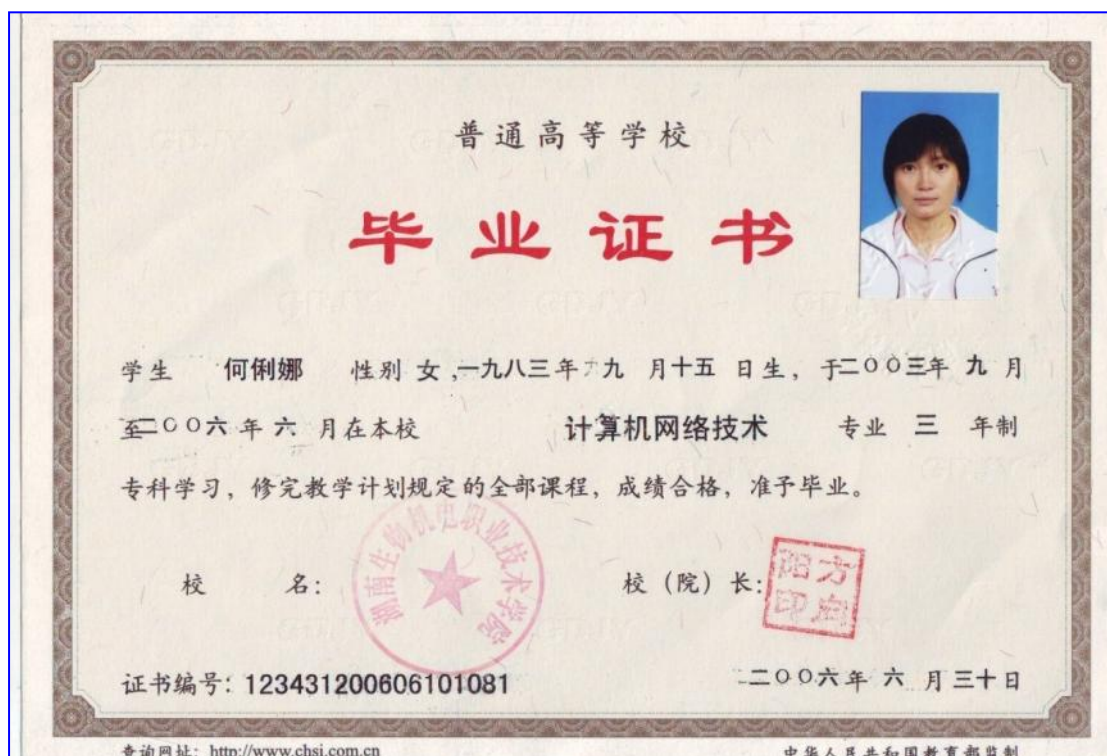 普通高等学校
毕业证书
学生 何俐娜 性别 女,一九八三年九 月十五 日生，于二〇〇三年 九 月
至二〇〇六 年 六 月在本校 计算机网络技术 专业 三 年制
专科学习，修完教学计划规定的全部课程，成绩合格，准予毕业。
校 名：
湖南生物机电职业技术学院
校（院）长：
方向阳印
证书编号：123431200606101081
二〇〇六 年 六 月 三十 日
查询网址：http://www.chsi.com.cn
中华人民共和国教育部监制